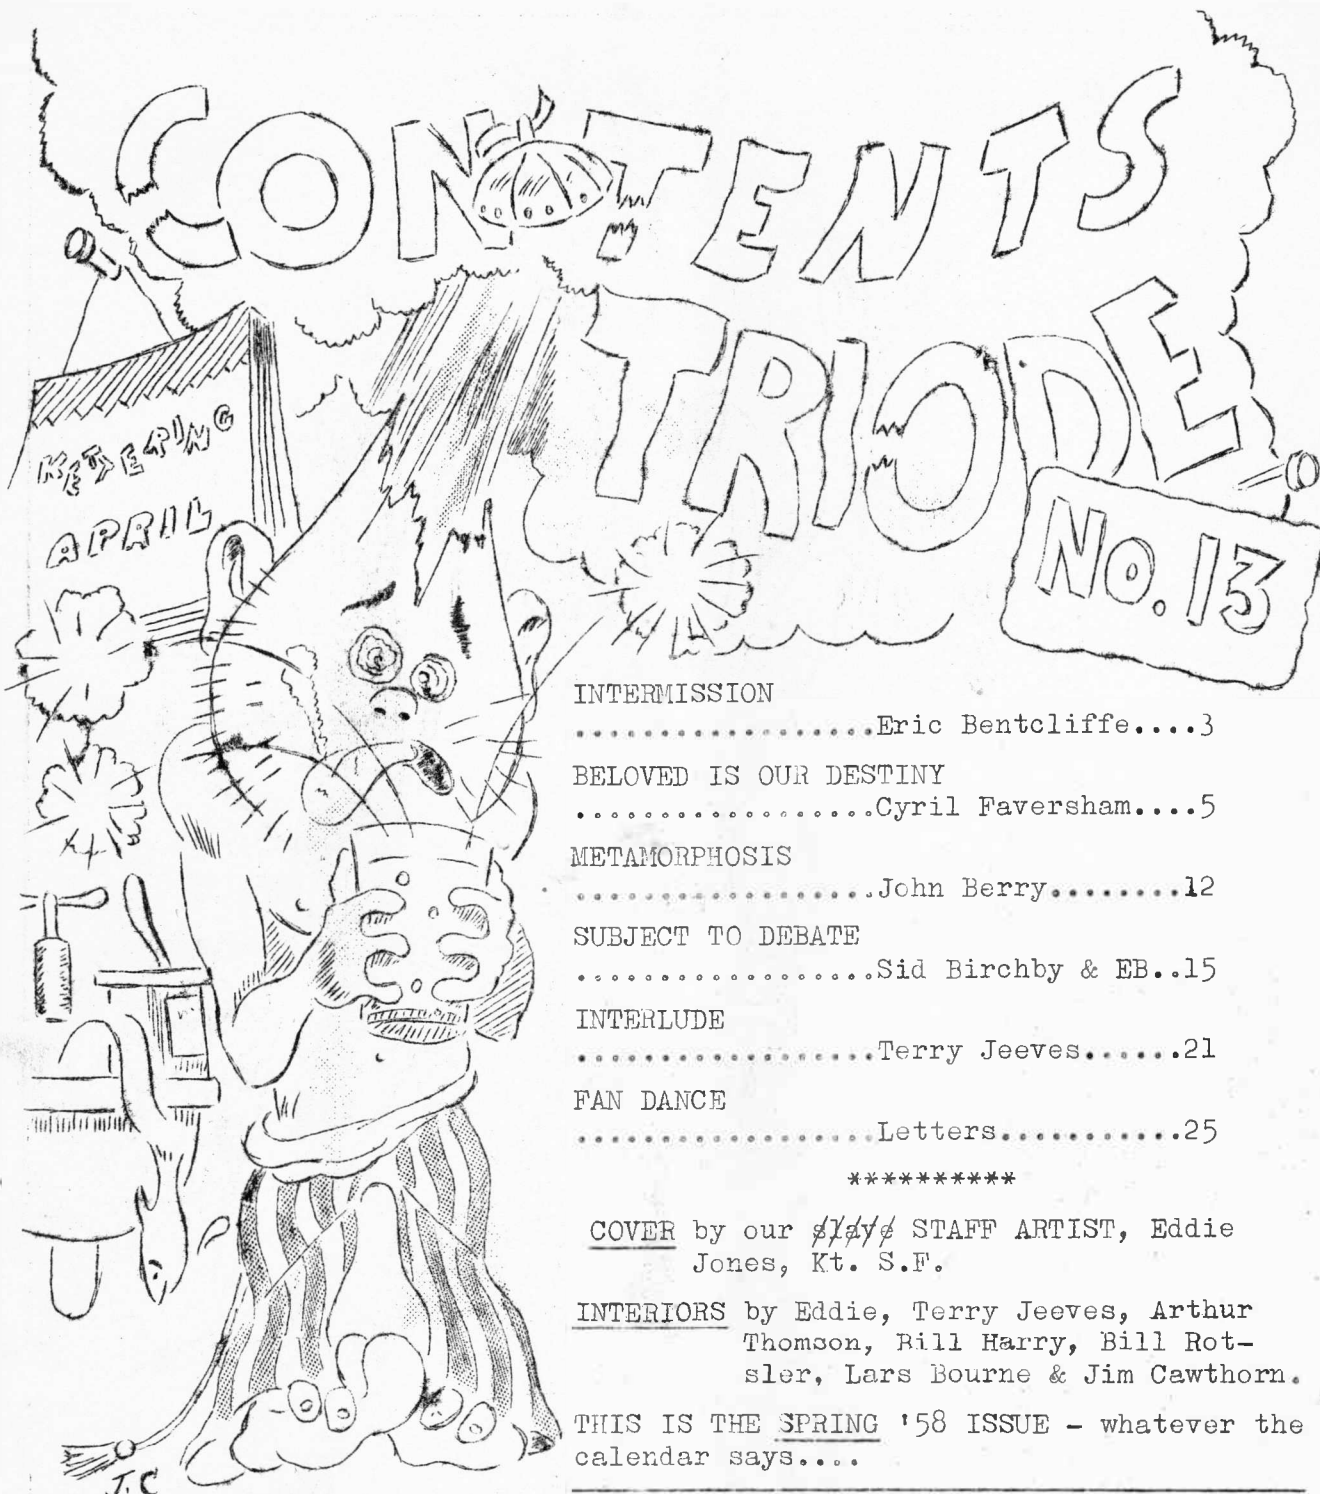 CONTENTS
TRIODE
No. 13
KETTERING
APRIL
INTERMISSION
..................Eric Bentcliffe....3
BELOVED IS OUR DESTINY
..................Cyril Faversham....5
METAMORPHOSIS
..................John Berry........12
SUBJECT TO DEBATE
..................Sid Birchby & EB..15
INTERLUDE
..................Terry Jeeves......21
FAN DANCE
..................Letters...........25
**********
COVER by our slave STAFF ARTIST, Eddie
Jones, Kt. S.F.
INTERIORS by Eddie, Terry Jeeves, Arthur
Thomson, Bill Harry, Bill Rot-
sler, Lars Bourne & Jim Cawthorn.
THIS IS THE SPRING '58 ISSUE - whatever the
calendar says....
J.C